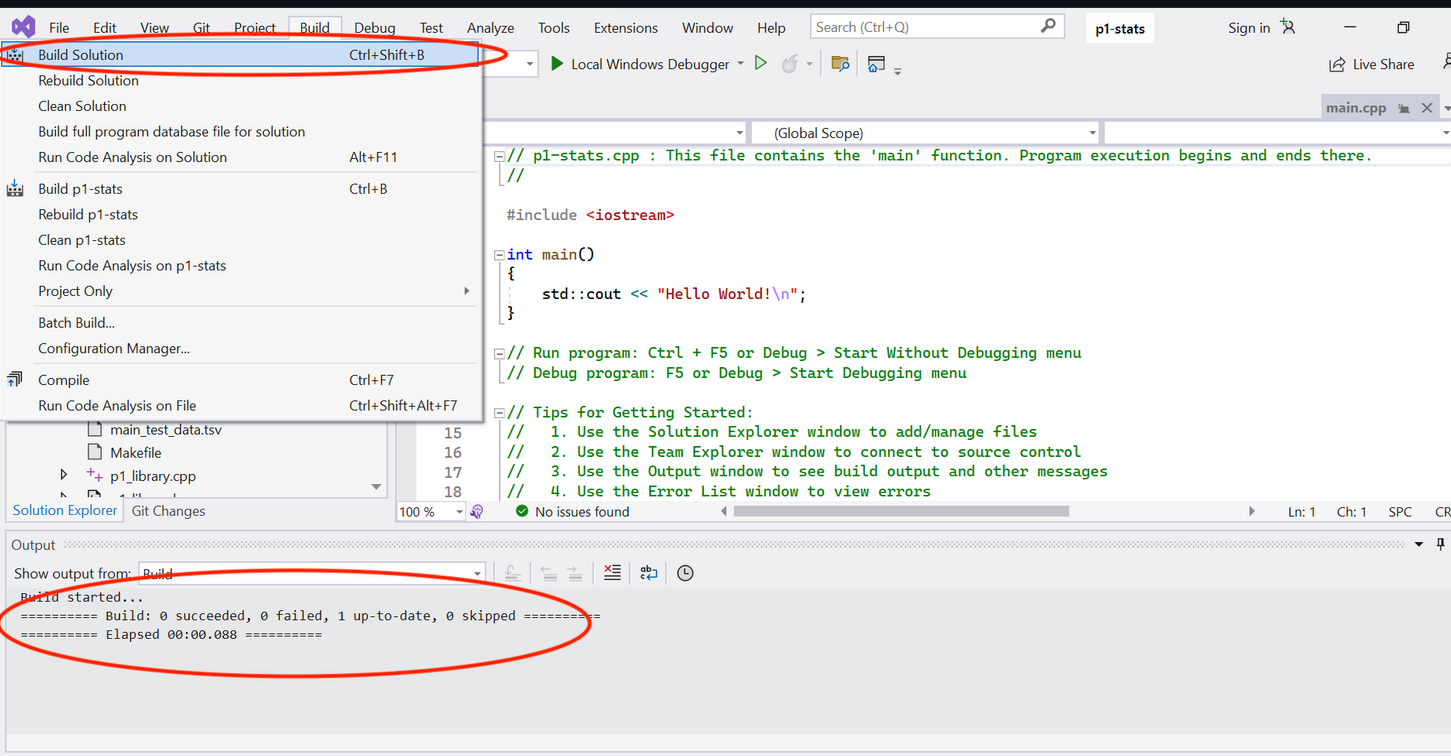 File Edit View Git Project Build Debug Test Analyze Tools Extensions Window Help Search (Ctrl+Q) p1-stats Sign in
Build Solution Ctrl+Shift+B
Local Windows Debugger Live Share
Rebuild Solution
Clean Solution
main.cpp
Build full program database file for solution
(Global Scope)
Run Code Analysis on Solution Alt+F11
Build p1-stats Ctrl+B
Rebuild p1-stats
Clean p1-stats
Run Code Analysis on p1-stats
Project Only
Batch Build...
Configuration Manager...
Compile Ctrl+F7
Run Code Analysis on File Ctrl+Shift+Alt+F7
// p1-stats.cpp : This file contains the 'main' function. Program execution begins and ends there.
//
#include <iostream>
int main()
{
std::cout << "Hello World!\n";
}
// Run program: Ctrl + F5 or Debug > Start Without Debugging menu
// Debug program: F5 or Debug > Start Debugging menu
// Tips for Getting Started:
15 // 1. Use the Solution Explorer window to add/manage files
16 // 2. Use the Team Explorer window to connect to source control
17 // 3. Use the Output window to see build output and other messages
18 // 4. Use the Error List window to view errors
main_test_data.tsv
Makefile
p1_library.cpp
Solution Explorer Git Changes
100 % No issues found Ln: 1 Ch: 1 SPC CR
Output
Show output from: Build
Build started...
========== Build: 0 succeeded, 0 failed, 1 up-to-date, 0 skipped ==========
========== Elapsed 00:00.088 ==========